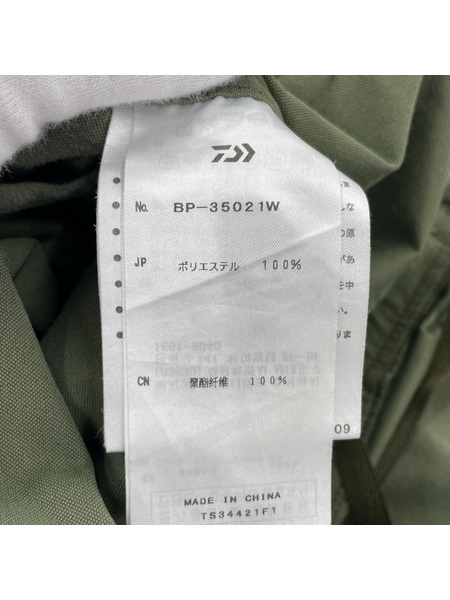 No. BP-35021W
JP ポリエステル 100%
CN 聚酯纤维 100%
09
MADE IN CHINA
TS34421F1